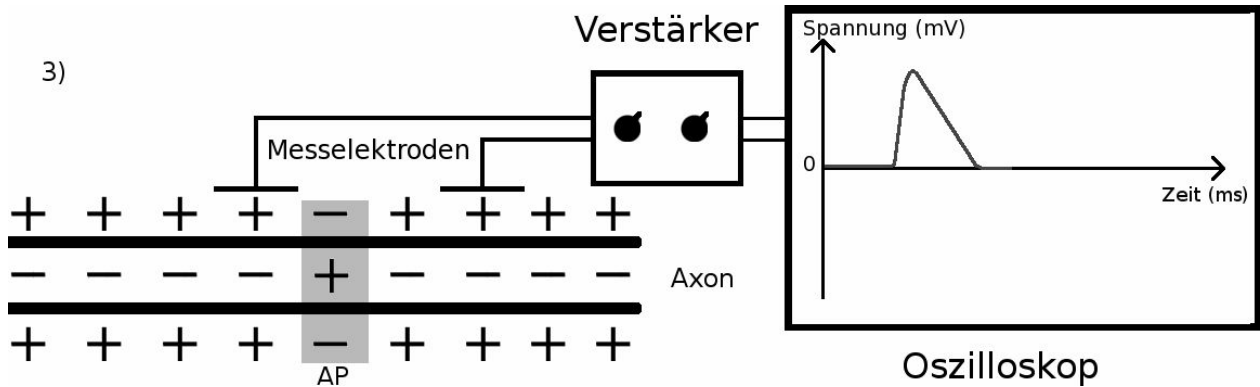 3)
Verstärker
Spannung (mV)
Messelektroden
0
Zeit (ms)
+ + + + − + + + +
− − − − + − − − −
Axon
+ + + + − + + + +
AP
Oszilloskop